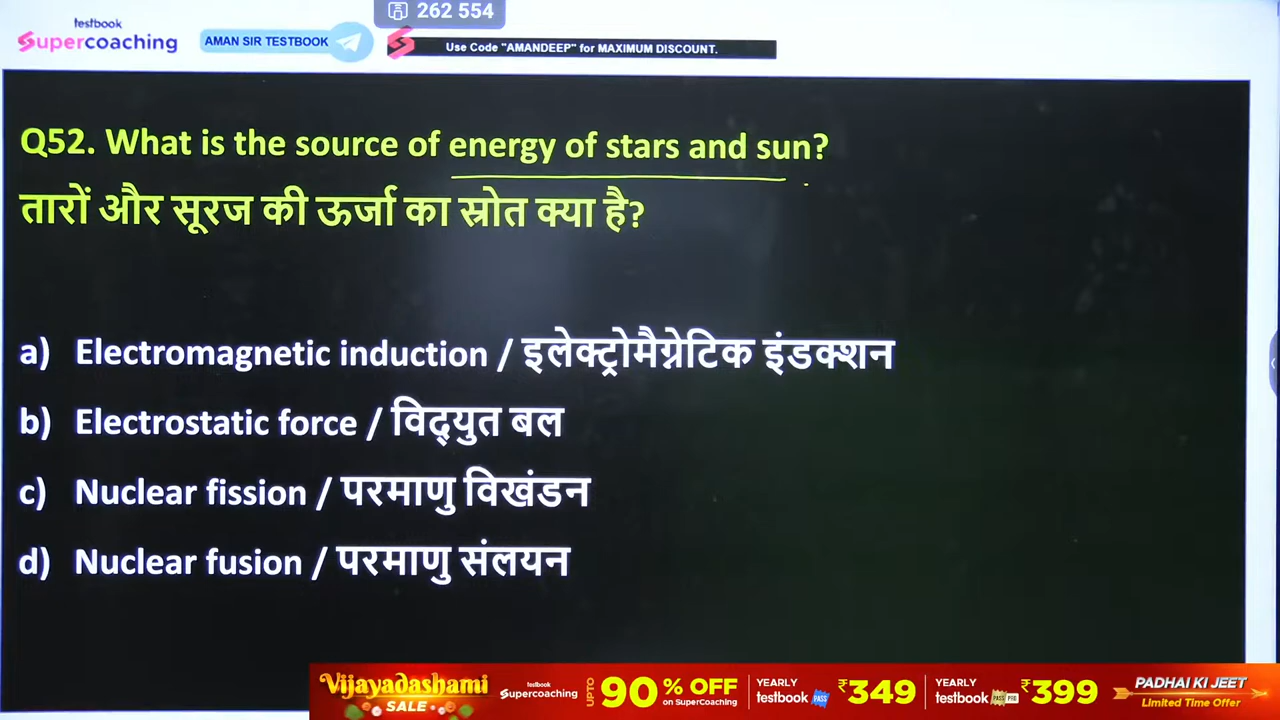 262 554
testbook
Supercoaching
AMAN SIR TESTBOOK
Use Code "AMANDEEP" for MAXIMUM DISCOUNT.
Q52. What is the source of energy of stars and sun?
तारों और सूरज की ऊर्जा का स्रोत क्या है?
a) Electromagnetic induction / इलेक्ट्रोमैग्नेटिक इंडक्शन
b) Electrostatic force / विद्युत बल
c) Nuclear fission / परमाणु विखंडन
d) Nuclear fusion / परमाणु संलयन
Vijayadashami
SALE
testbook
Supercoaching
UPTO
90% OFF
on SuperCoaching
YEARLY
testbook PASS
₹349
YEARLY
testbook PASS PRO
₹399
PADHAI KI JEET
Limited Time Offer